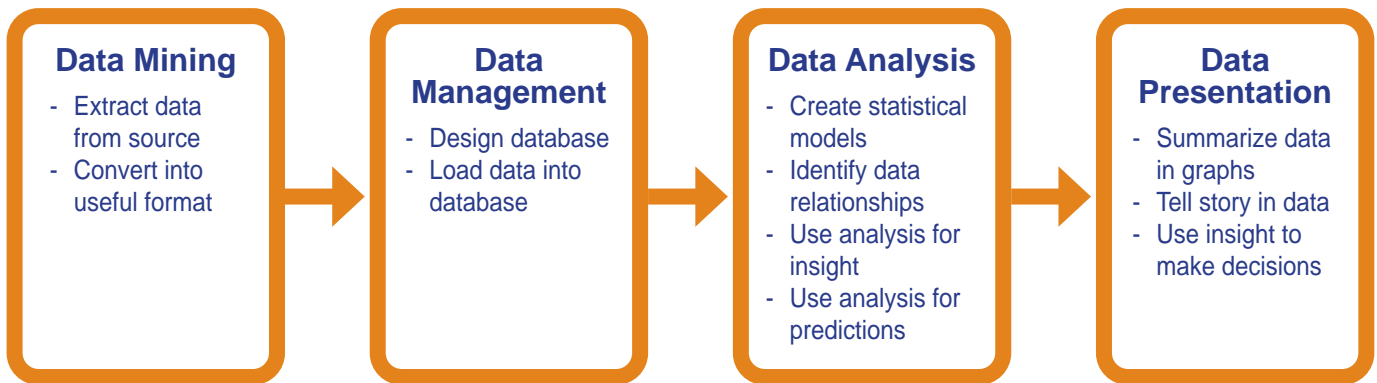 Data Mining
- Extract data
from source
- Convert into
useful format
Data
Management
- Design database
- Load data into
database
Data Analysis
- Create statistical
models
- Identify data
relationships
- Use analysis for
insight
- Use analysis for
predictions
Data
Presentation
- Summarize data
in graphs
- Tell story in data
- Use insight to
make decisions